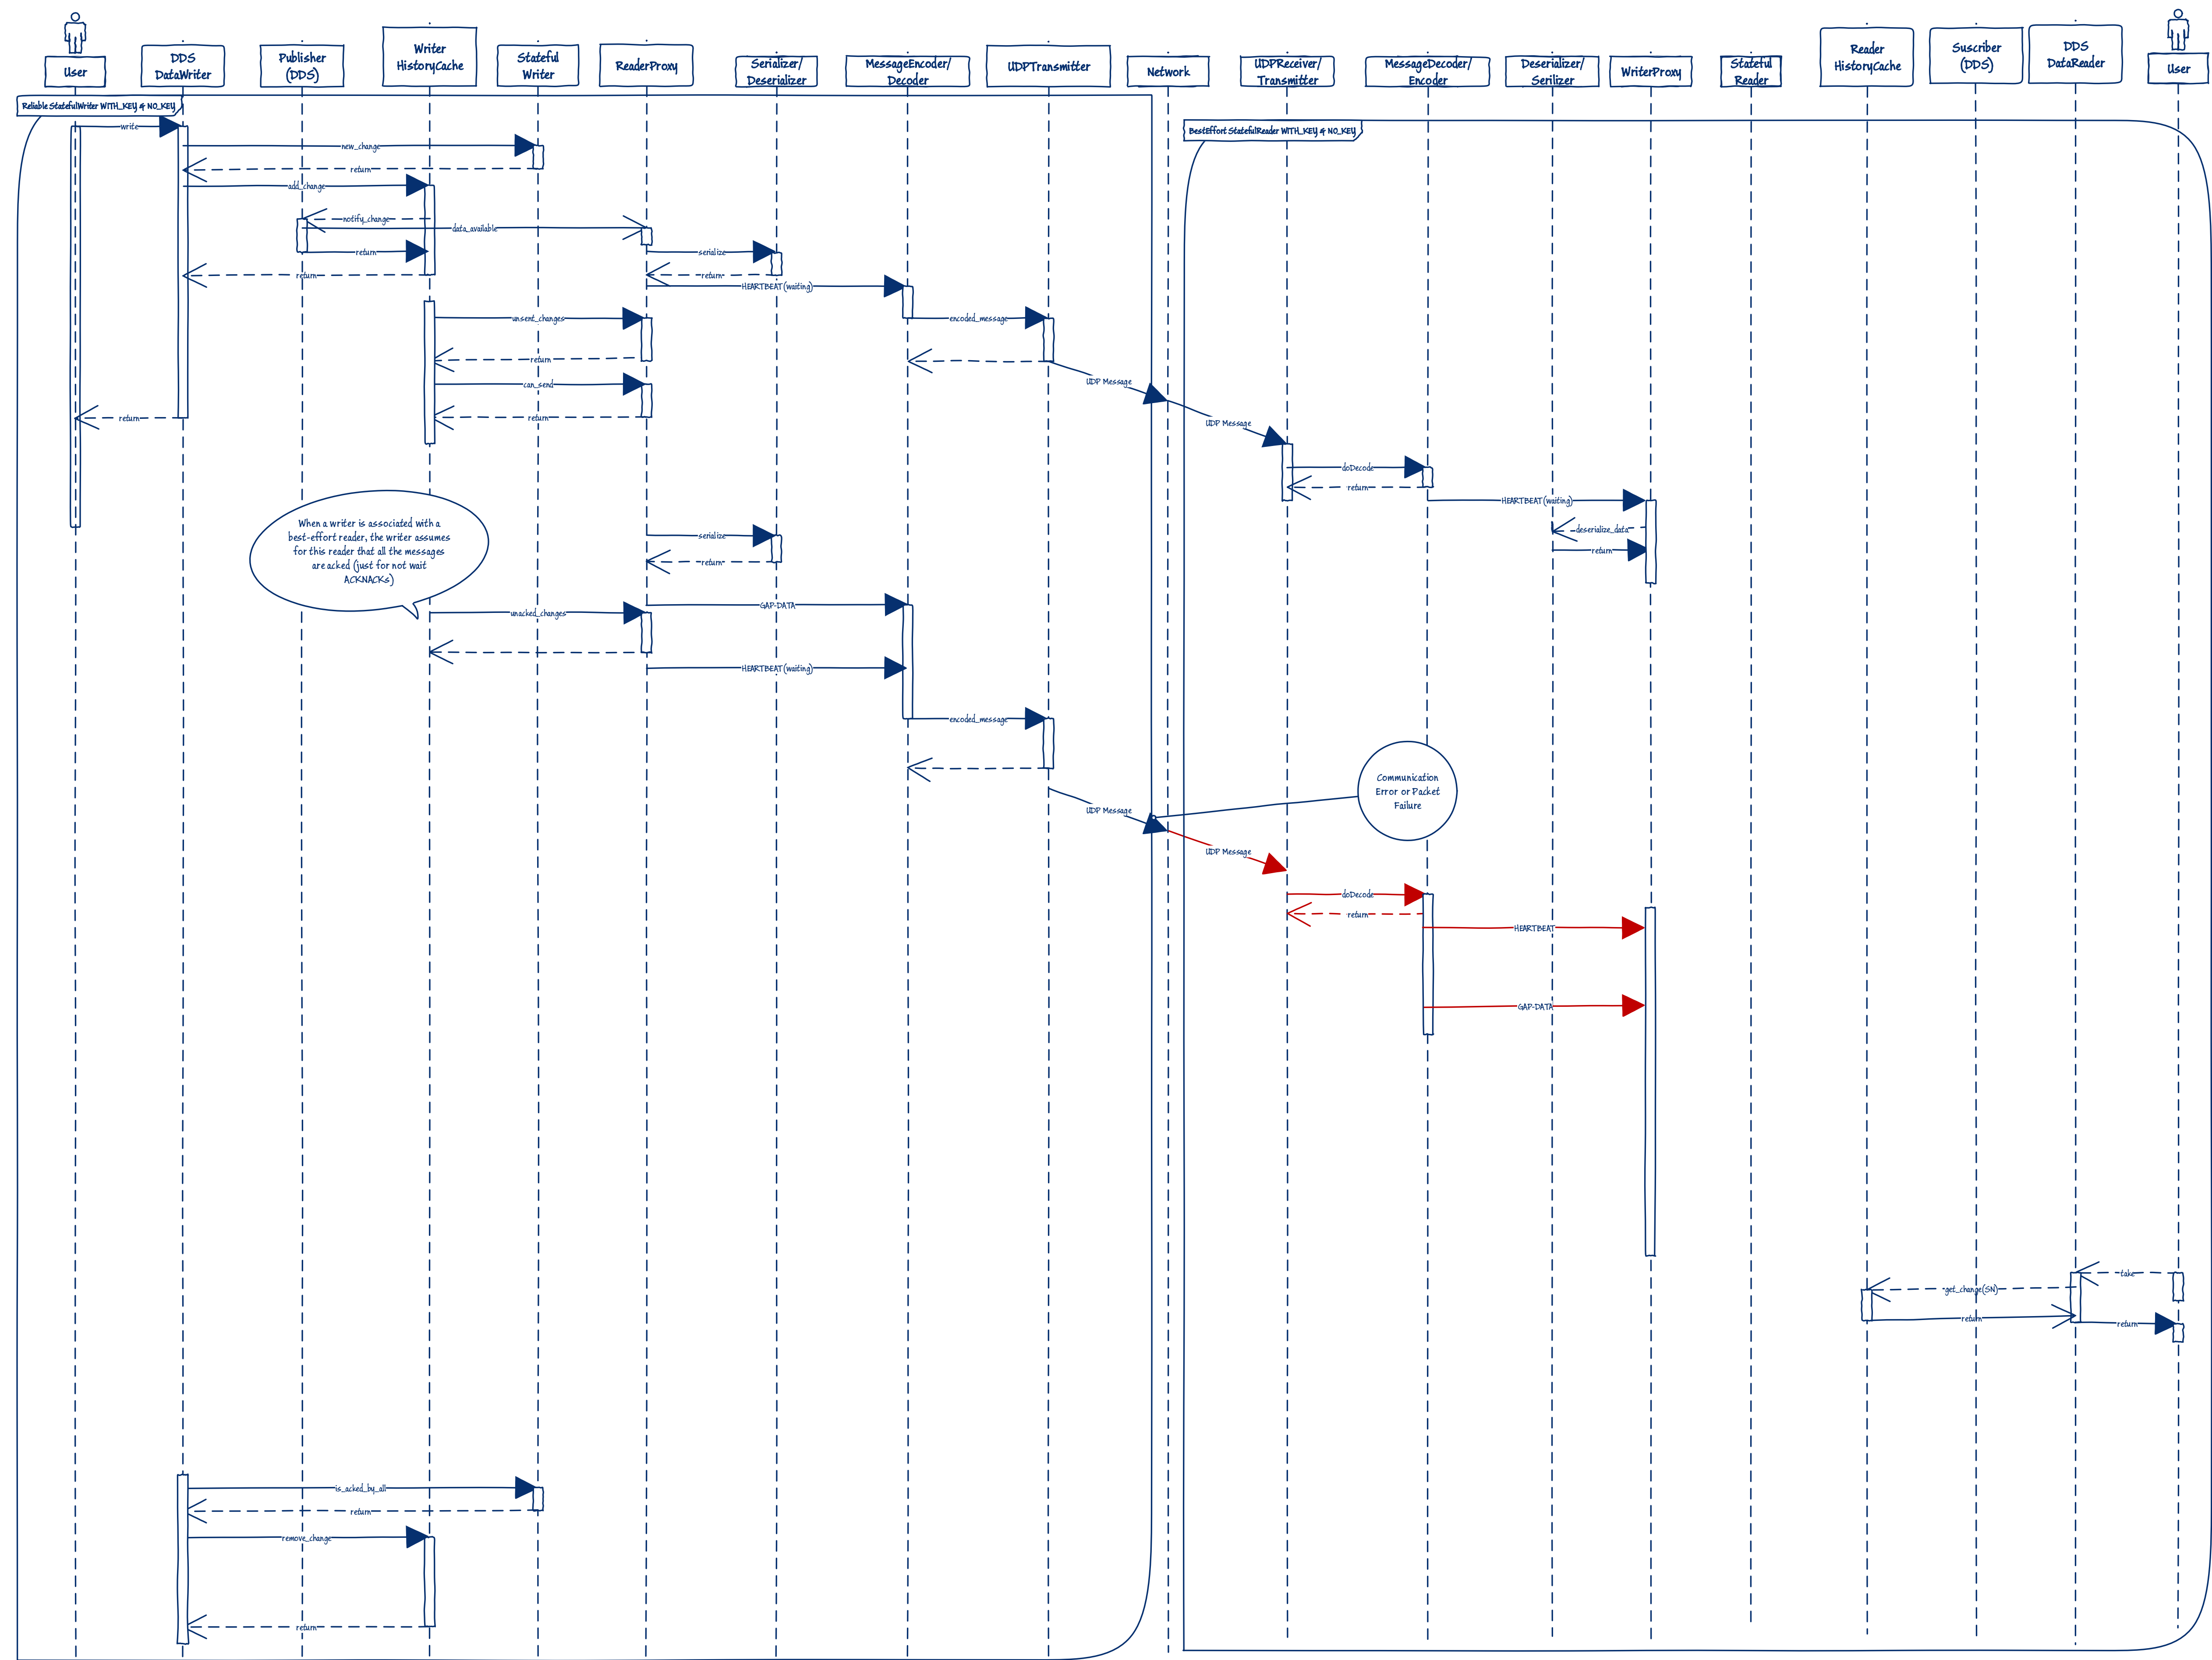 User
DDS
DataWriter
Publisher
(DDS)
Writer
HistoryCache
Stateful
Writer
ReaderProxy
Serializer/
Deserializer
MessageEncoder/
Decoder
UDPTransmitter
Network
UDPReceiver/
Transmitter
MessageDecoder/
Encoder
Deserializer/
Serilizer
WriterProxy
Stateful
Reader
Reader
HistoryCache
Suscriber
(DDS)
DDS
DataReader
User
Reliable StatefulWriter WITH_KEY & NO_KEY
BestEffort StatefulReader WITH_KEY & NO_KEY
write
new_change
return
add_change
notify_change
data_available
return
serialize
return
return
HEARTBEAT(waiting)
unsent_changes
encoded_message
return
can_send
UDP Message
return
return
UDP Message
doDecode
return
HEARTBEAT(waiting)
When a writer is associated with a
best-effort reader, the writer assumes
for this reader that all the messages
are acked (just for not wait
ACKNACKs)
deserialize_data
serialize
return
return
GAP-DATA
unacked_changes
HEARTBEAT(waiting)
encoded_message
Communication
Error or Packet
Failure
UDP Message
UDP Message
doDecode
return
HEARTBEAT
GAP-DATA
take
get_change(SN)
return
return
is_acked_by_all
return
remove_change
return